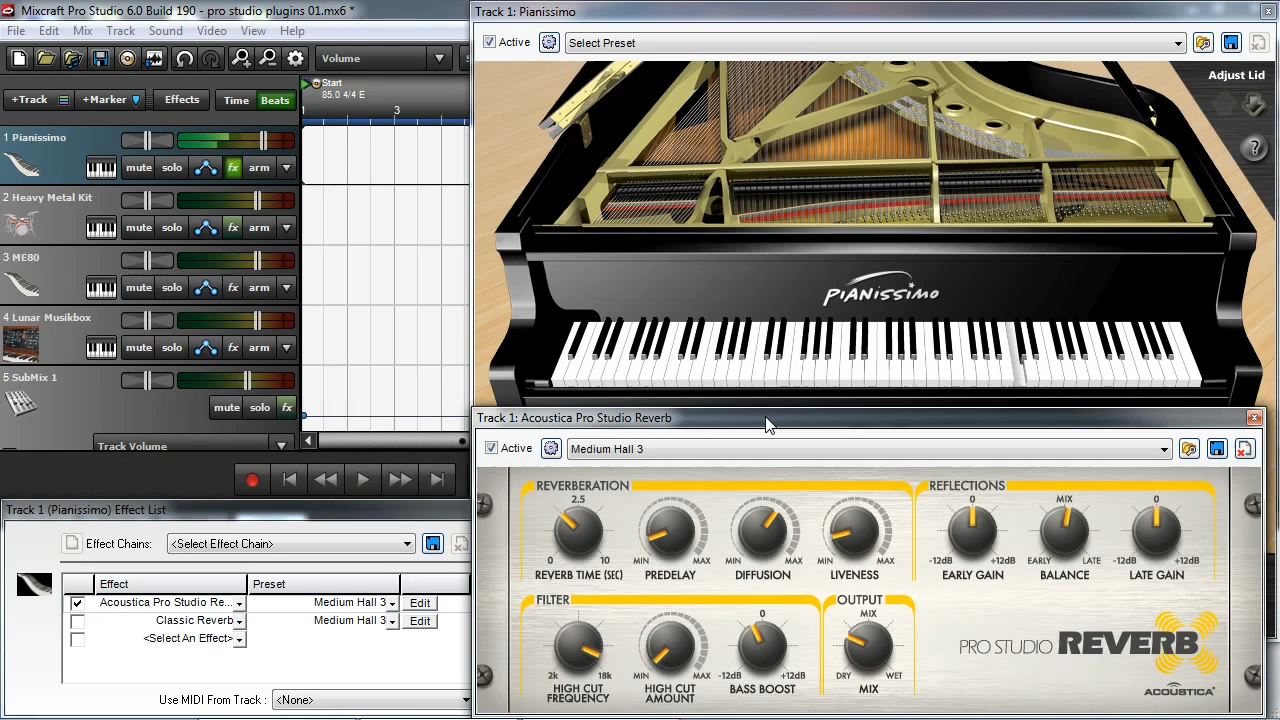 Mixcraft Pro Studio 6.0 Build 190 - pro studio plugins 01.mx6 *
File Edit Mix Track Sound Video View Help
Volume
+Track +Marker Effects Time Beats
Start
85.0 4/4 E
1 3
1 Pianissimo
mute solo fx arm
2 Heavy Metal Kit
mute solo fx arm
3 ME80
mute solo fx arm
4 Lunar Musikbox
mute solo fx arm
5 SubMix 1
mute solo fx
Track Volume
Track 1 (Pianissimo) Effect List
Effect Chains: <Select Effect Chain>
Effect Preset
Acoustica Pro Studio Re... Medium Hall 3 Edit
Classic Reverb Medium Hall 3 Edit
<Select An Effect>
Use MIDI From Track : <None>
Track 1: Pianissimo
Active Select Preset
Adjust Lid
?
PIANISSIMO
Track 1: Acoustica Pro Studio Reverb
Active Medium Hall 3
REVERBERATION REFLECTIONS
2.5 0 MIX 0
0 10 MIN MAX MIN MAX MIN MAX -12dB +12dB EARLY LATE -12dB +12dB
REVERB TIME (SEC) PREDELAY DIFFUSION LIVENESS EARLY GAIN BALANCE LATE GAIN
FILTER OUTPUT
0 MIX
2k 18k MIN MAX -12dB +12dB DRY WET
HIGH CUT FREQUENCY HIGH CUT AMOUNT BASS BOOST MIX
PRO STUDIO REVERB
ACOUSTICA